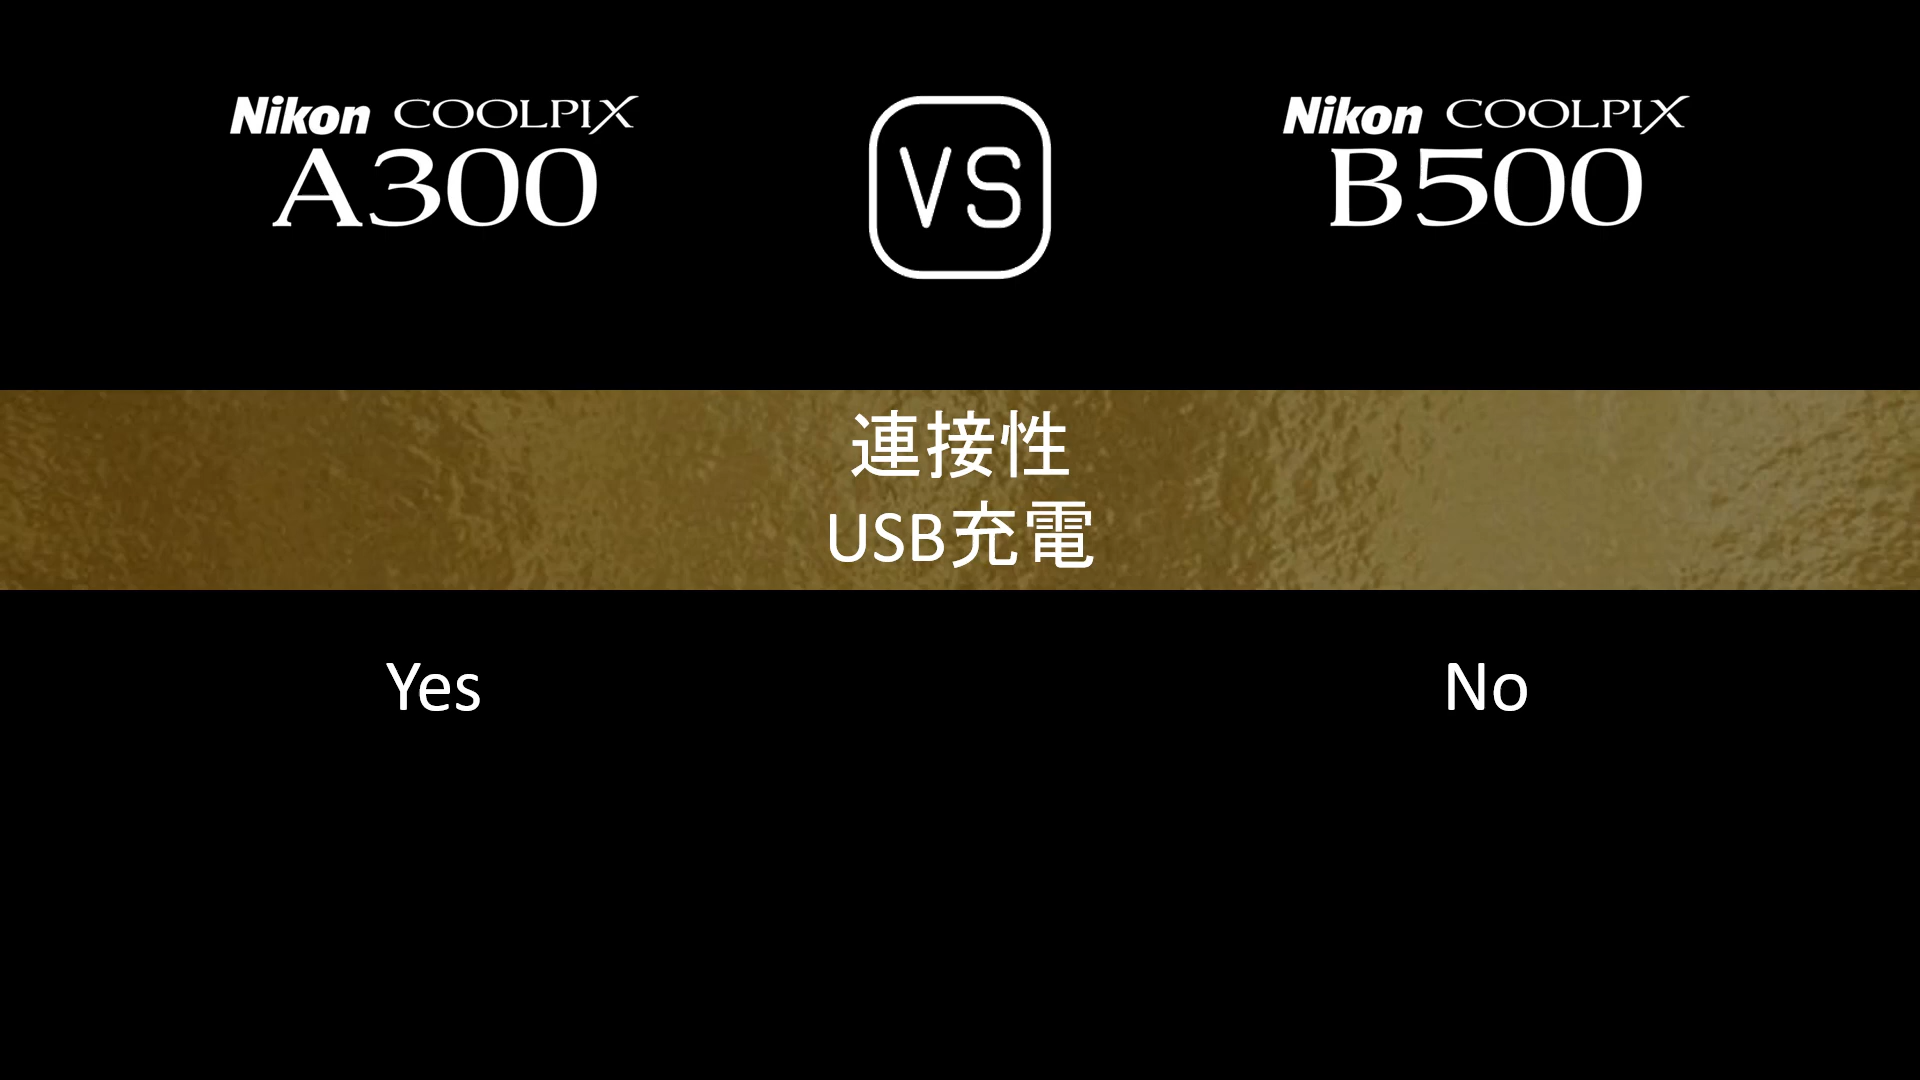 Nikon COOLPIX
A300
VS
Nikon COOLPIX
B500
連接性
USB充電
Yes
No